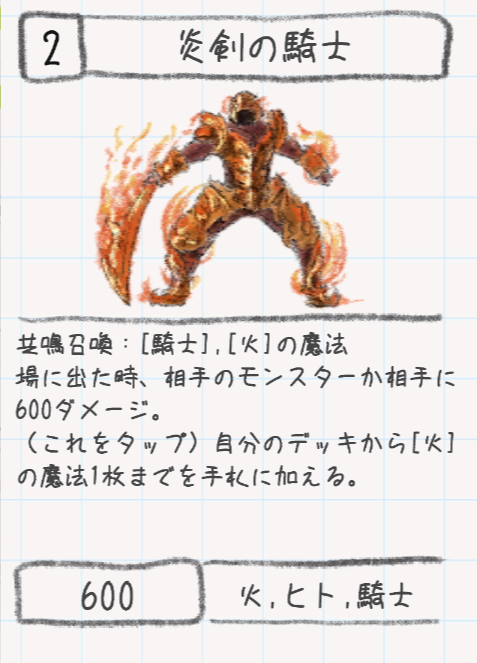 2
炎剣の騎士
共鳴召喚:[騎士],[火]の魔法
場に出た時、相手のモンスターか相手に
600ダメージ。
(これをタップ)自分のデッキから[火]
の魔法1枚までを手札に加える。
600
火,ヒト,騎士